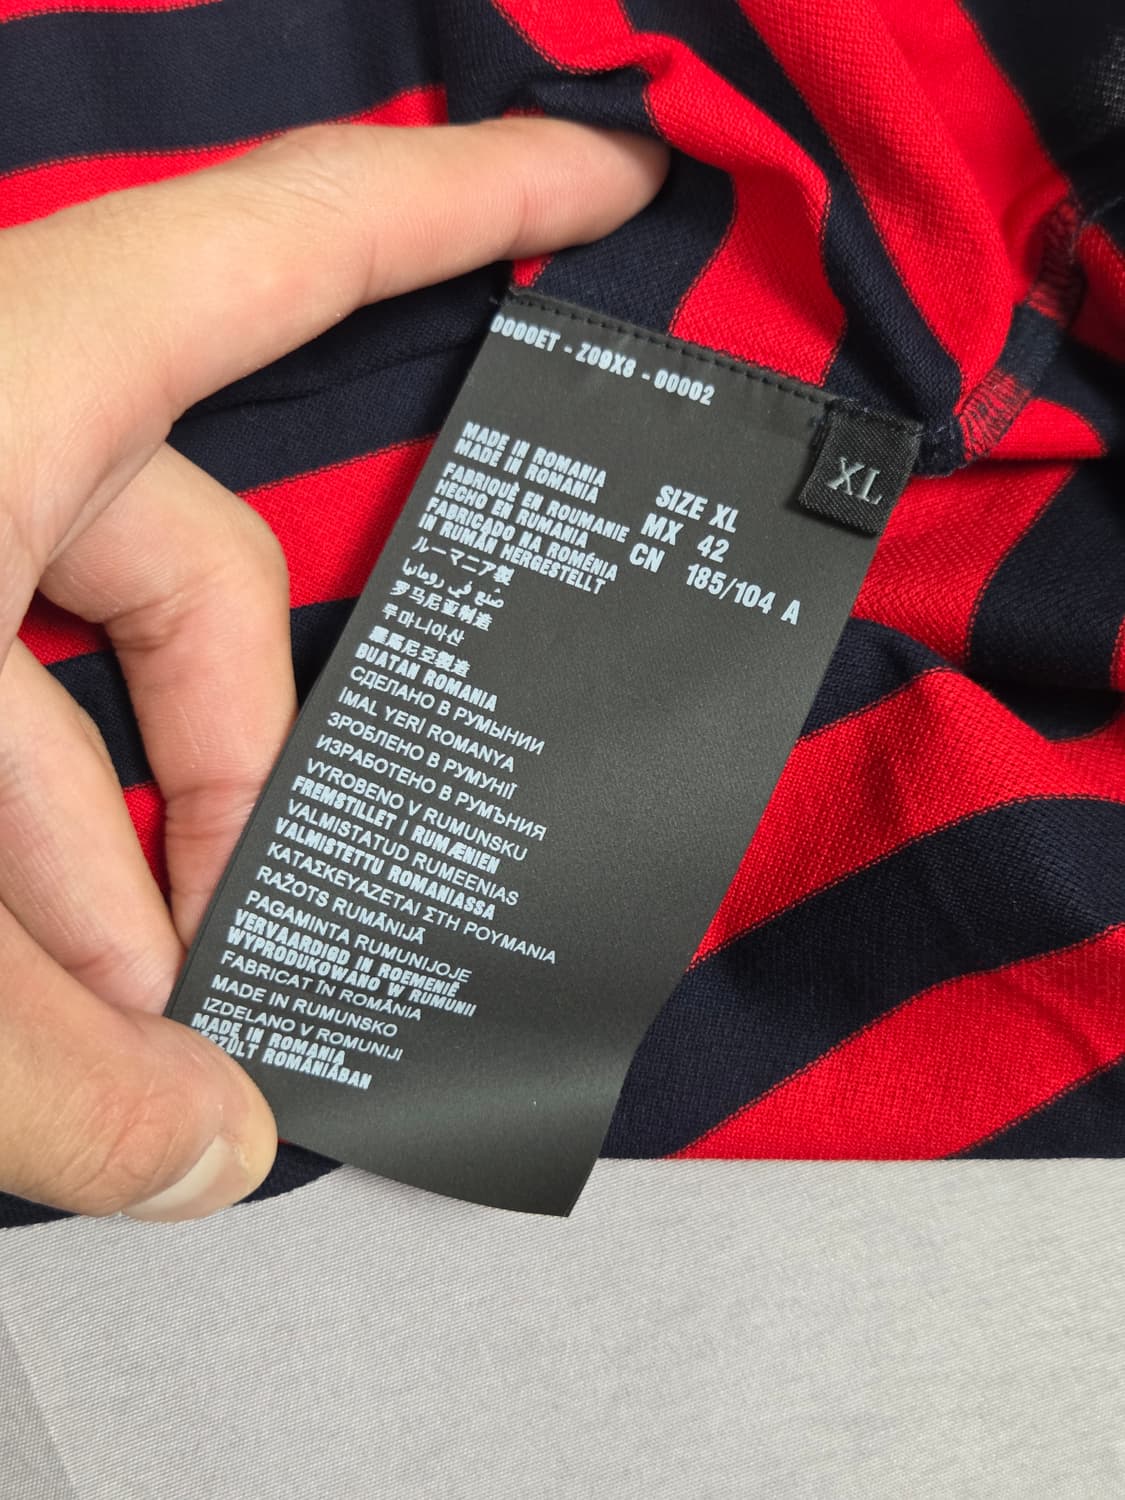 D00DET - Z00X8 - 00002
XL
MADE IN ROMANIA
MADE IN ROMANIA
FABRIQUÉ EN ROUMANIE
HECHO EN RUMANIA
FABRICADO NA ROMÉNIA
IN RUMÄN HERGESTELLT
ルーマニア製
صنع في رومانيا
罗马尼亚制造
루마니아산
羅馬尼亞製造
BUATAN ROMANIA
СДЕЛАНО В РУМЫНИИ
IMAL YERİ ROMANYA
ЗРОБЛЕНО В РУМУНІЇ
ИЗРАБОТЕНО В РУМЪНИЯ
VYROBENO V RUMUNSKU
FREMSTILLET I RUMÆNIEN
VALMISTATUD RUMEENIAS
VALMISTETTU ROMANIASSA
ΚΑΤΑΣΚΕΥΑΖΕΤΑΙ ΣΤΗ ΡΟΥΜΑΝΙΑ
RAŽOTS RUMĀNIJĀ
PAGAMINTA RUMUNIJOJE
VERVAARDIGD IN ROEMENIË
WYPRODUKOWANO W RUMUNII
FABRICAT ÎN ROMÂNIA
MADE IN RUMUNSKO
IZDELANO V ROMUNIJI
MADE IN ROMANIA
KÉSZÜLT ROMÁNIÁBAN
SIZE XL
MX 42
CN 185/104 A